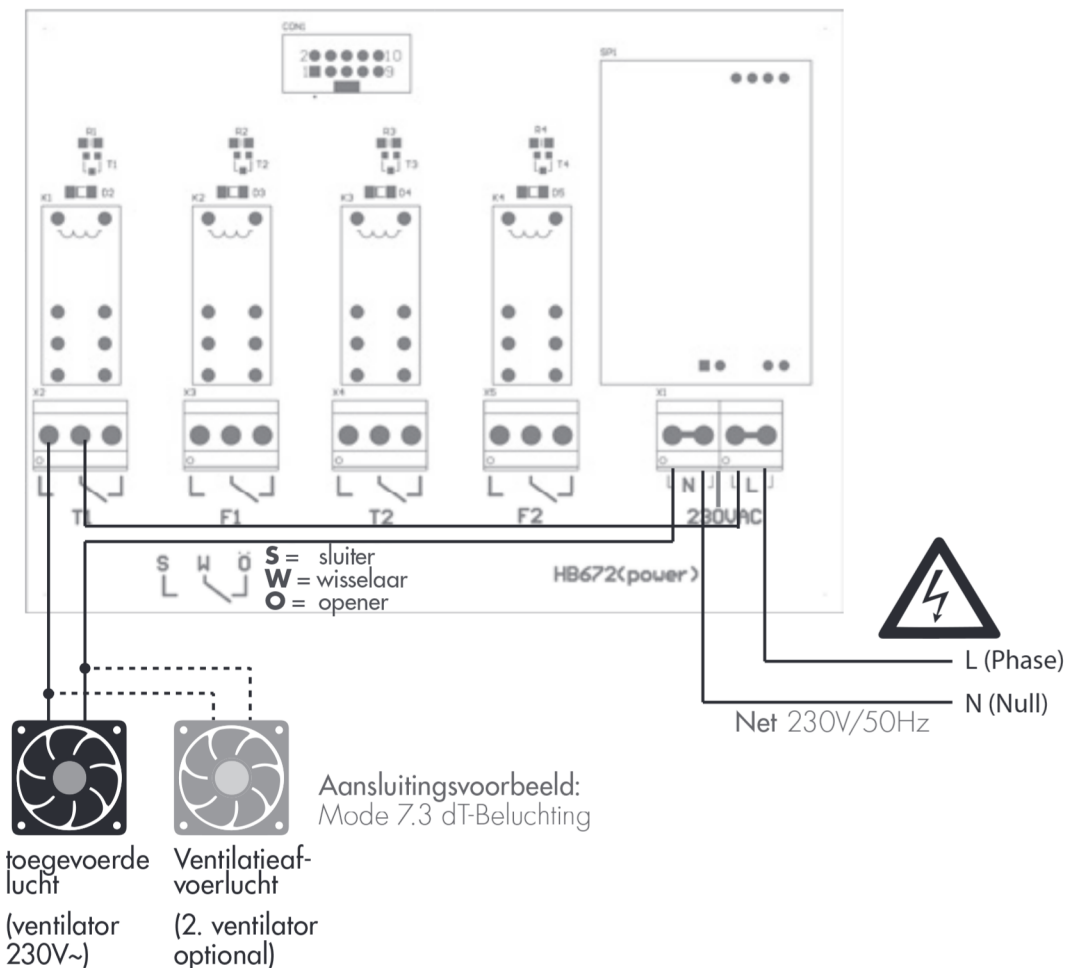 CON1
2 10
1 9
SP1
R1
R2
R3
R4
T1
T2
T3
T4
D2
D3
D4
D5
K1
K2
K3
K4
X2
X3
X4
X5
X1
N L
T1
F1
T2
F2
230VAC
S W Ö
S = sluiter
W = wisselaar
O = opener
HB672(power)
L (Phase)
N (Null)
Net 230V/50Hz
Aansluitingsvoorbeeld:
Mode 7.3 dT-Beluchting
toegevoerde
lucht
(ventilator
230V~)
Ventilatieaf-
voerlucht
(2. ventilator
optional)